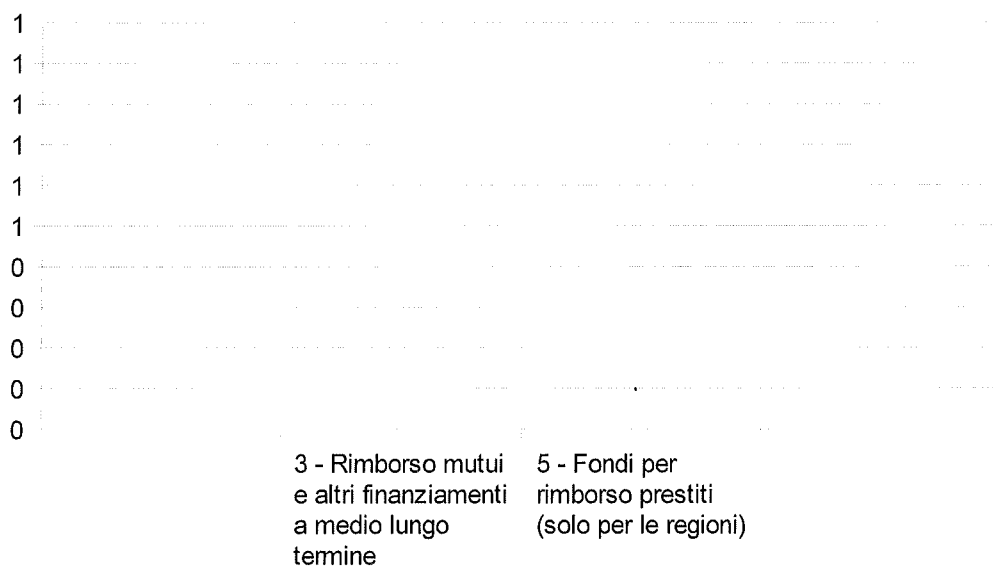 1
1
1
1
1
1
0
0
0
0
0
3 - Rimborso mutui
e altri finanziamenti
a medio lungo
termine
5 - Fondi per
rimborso prestiti
(solo per le regioni)